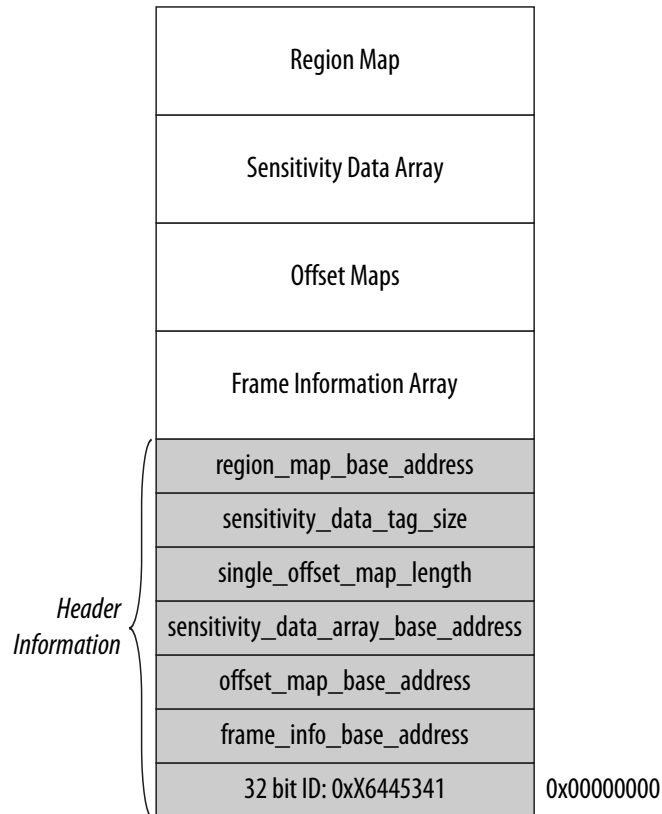 Region Map
Sensitivity Data Array
Offset Maps
Frame Information Array
region_map_base_address
sensitivity_data_tag_size
single_offset_map_length
Header
Information
sensitivity_data_array_base_address
offset_map_base_address
frame_info_base_address
32 bit ID: 0xX6445341
0x00000000